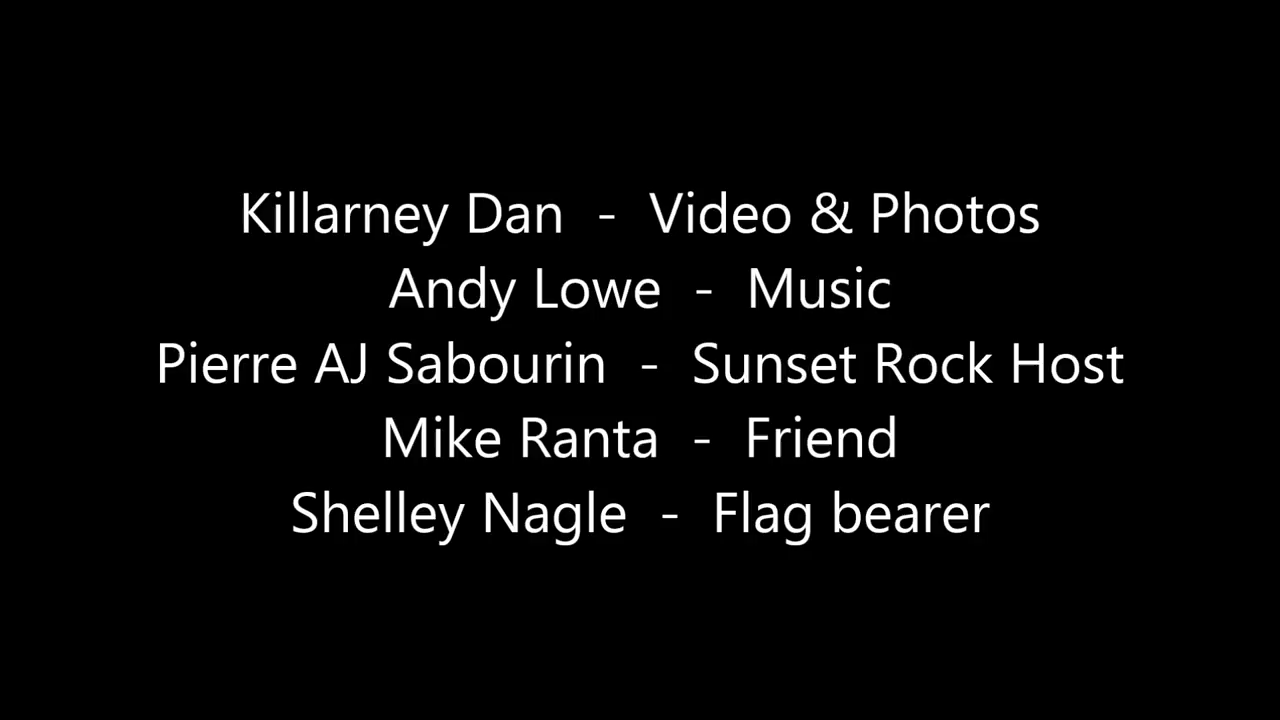 Killarney Dan - Video & Photos
Andy Lowe - Music
Pierre AJ Sabourin - Sunset Rock Host
Mike Ranta - Friend
Shelley Nagle - Flag bearer